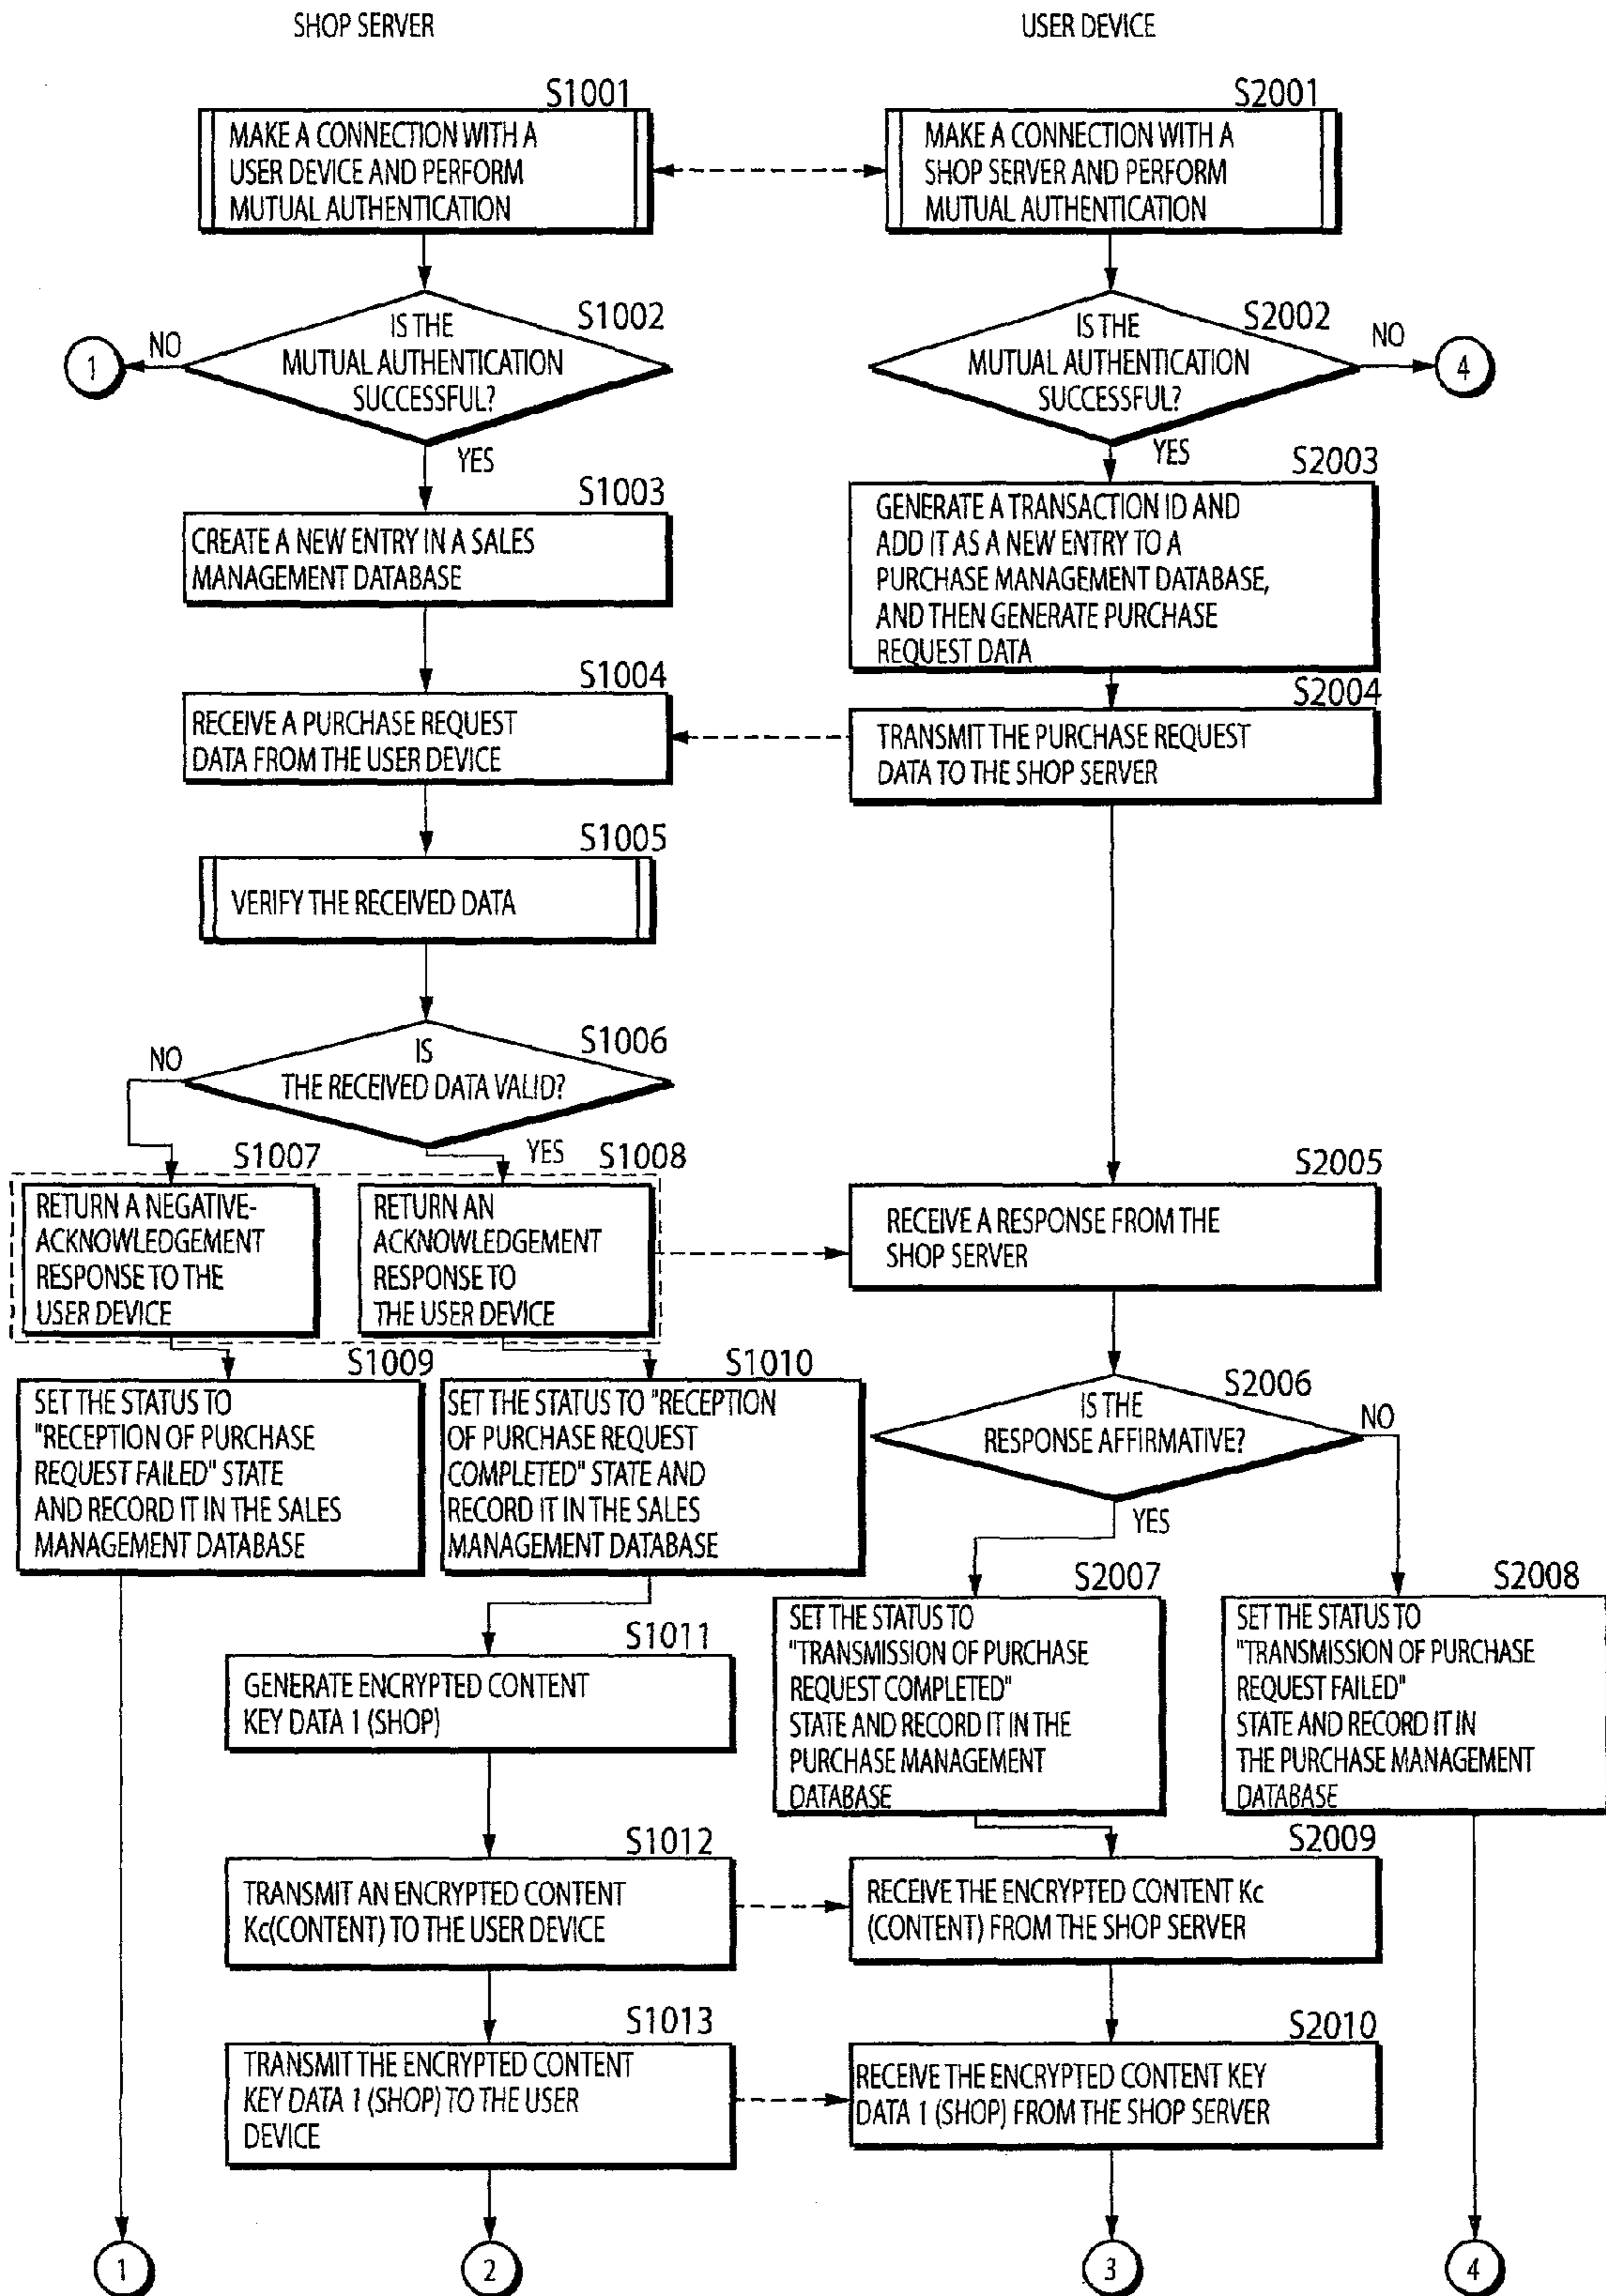 SHOP SERVER
USER DEVICE
S1001
MAKE A CONNECTION WITH A
USER DEVICE AND PERFORM
MUTUAL AUTHENTICATION
S2001
MAKE A CONNECTION WITH A
SHOP SERVER AND PERFORM
MUTUAL AUTHENTICATION
S1002
IS THE
MUTUAL AUTHENTICATION
SUCCESSFUL?
NO
1
YES
S2002
IS THE
MUTUAL AUTHENTICATION
SUCCESSFUL?
NO
4
YES
S1003
CREATE A NEW ENTRY IN A SALES
MANAGEMENT DATABASE
S2003
GENERATE A TRANSACTION ID AND
ADD IT AS A NEW ENTRY TO A
PURCHASE MANAGEMENT DATABASE,
AND THEN GENERATE PURCHASE
REQUEST DATA
S1004
RECEIVE A PURCHASE REQUEST
DATA FROM THE USER DEVICE
S2004
TRANSMIT THE PURCHASE REQUEST
DATA TO THE SHOP SERVER
S1005
VERIFY THE RECEIVED DATA
S1006
IS
THE RECEIVED DATA VALID?
NO
YES
S1007
RETURN A NEGATIVE-
ACKNOWLEDGEMENT
RESPONSE TO THE
USER DEVICE
S1008
RETURN AN
ACKNOWLEDGEMENT
RESPONSE TO
THE USER DEVICE
S2005
RECEIVE A RESPONSE FROM THE
SHOP SERVER
S1009
SET THE STATUS TO
"RECEPTION OF PURCHASE
REQUEST FAILED" STATE
AND RECORD IT IN THE SALES
MANAGEMENT DATABASE
S1010
SET THE STATUS TO "RECEPTION
OF PURCHASE REQUEST
COMPLETED" STATE AND
RECORD IT IN THE SALES
MANAGEMENT DATABASE
S2006
IS THE
RESPONSE AFFIRMATIVE?
NO
YES
S2007
SET THE STATUS TO
"TRANSMISSION OF PURCHASE
REQUEST COMPLETED"
STATE AND RECORD IT IN THE
PURCHASE MANAGEMENT
DATABASE
S2008
SET THE STATUS TO
"TRANSMISSION OF PURCHASE
REQUEST FAILED"
STATE AND RECORD IT IN
THE PURCHASE MANAGEMENT
DATABASE
S1011
GENERATE ENCRYPTED CONTENT
KEY DATA 1 (SHOP)
S1012
TRANSMIT AN ENCRYPTED CONTENT
Kc(CONTENT) TO THE USER DEVICE
S2009
RECEIVE THE ENCRYPTED CONTENT Kc
(CONTENT) FROM THE SHOP SERVER
S1013
TRANSMIT THE ENCRYPTED CONTENT
KEY DATA 1 (SHOP) TO THE USER
DEVICE
S2010
RECEIVE THE ENCRYPTED CONTENT KEY
DATA 1 (SHOP) FROM THE SHOP SERVER
1
2
3
4